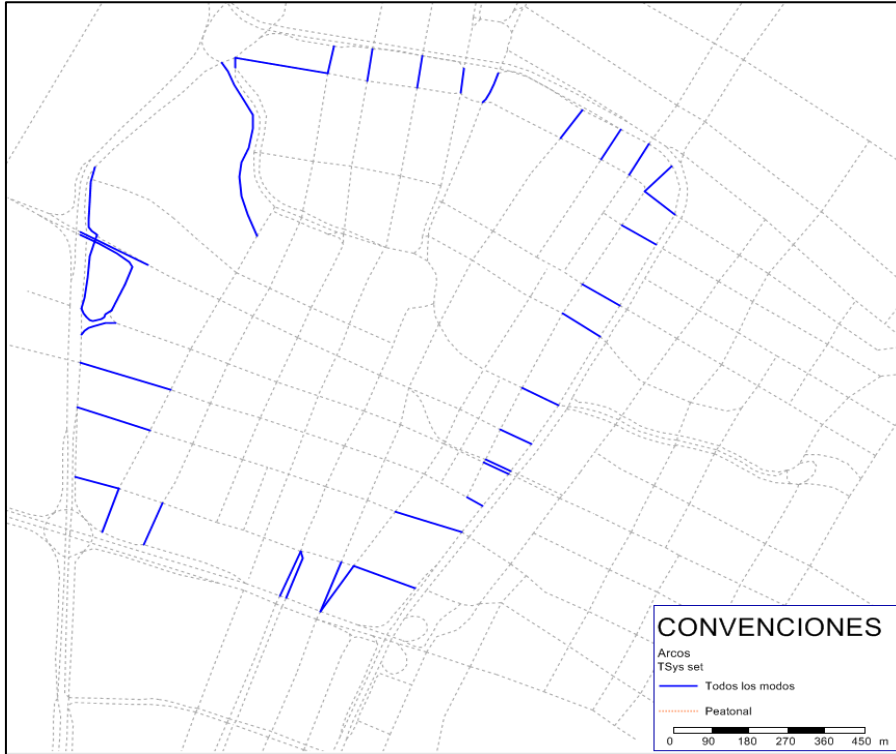 CONVENCIONES
Arcos
TSys set
Todos los modos
Peatonal
0 90 180 270 360 450 m